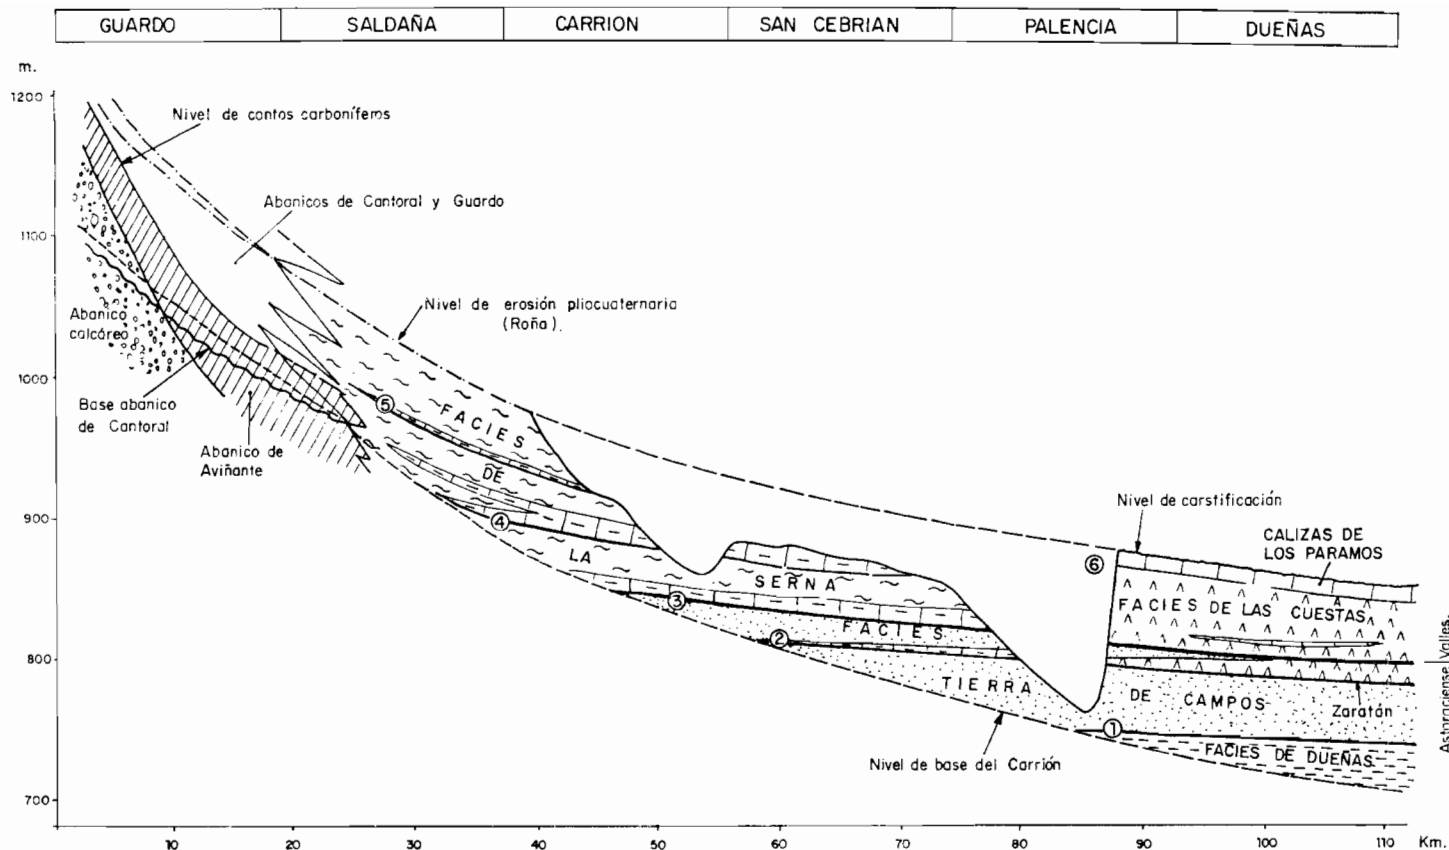 GUARDO
SALDAÑA
CARRION
SAN CEBRIAN
PALENCIA
DUEÑAS
m.
1200
1100
1000
900
800
700
Nivel de cantos carboníferos
Abanicos de Cantoral y Guardo
Nivel de erosión pliocuaternaria
(Roña).
Abanico
calcáreo
Base abanico
de Cantoral
Abanico de
Aviñante
5
FACIES
DE
4
LA
SERNA
3
FACIES
2
TIERRA
DE CAMPOS
6
Nivel de carstificación
CALIZAS DE
LOS PARAMOS
FACIES DE LAS CUESTAS
Zaratán
1
FACIES DE DUEÑAS
Nivel de base del Carrión
Valles.
Astaraciense
10
20
30
40
50
60
70
80
90
100
110
Km.